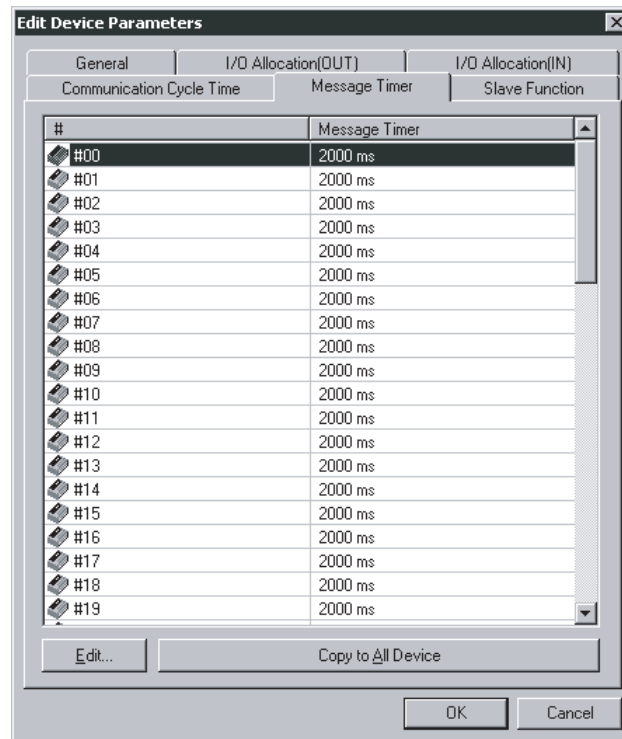 Edit Device Parameters
General I/O Allocation(OUT) I/O Allocation(IN)
Communication Cycle Time Message Timer Slave Function
# Message Timer
#00 2000 ms
#01 2000 ms
#02 2000 ms
#03 2000 ms
#04 2000 ms
#05 2000 ms
#06 2000 ms
#07 2000 ms
#08 2000 ms
#09 2000 ms
#10 2000 ms
#11 2000 ms
#12 2000 ms
#13 2000 ms
#14 2000 ms
#15 2000 ms
#16 2000 ms
#17 2000 ms
#18 2000 ms
#19 2000 ms
Edit... Copy to All Device
OK Cancel